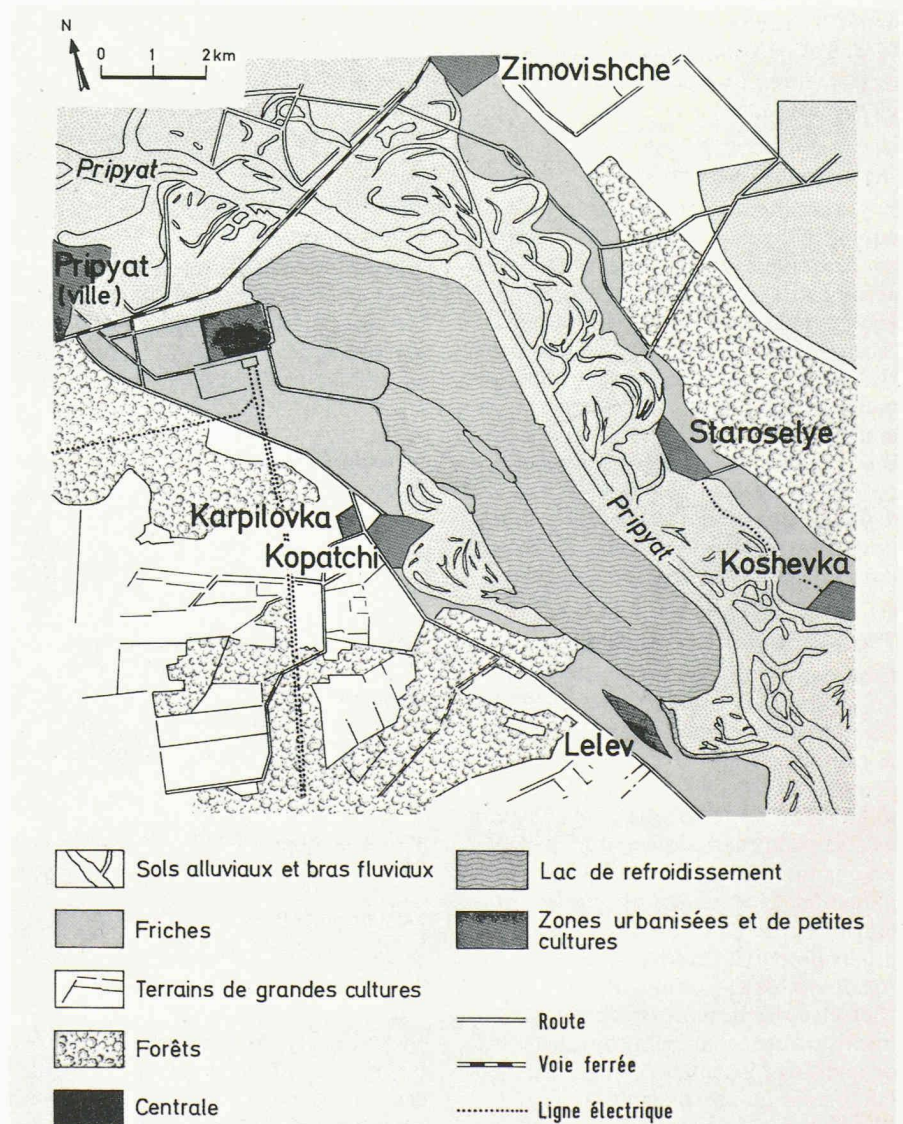 N
0 1 2 km
Zimovishche
Pripyat
Pripyat
(ville)
Staroselye
Pripyat
Karpilovka
Kopatchi
Koshevka
Lelev
Sols alluviaux et bras fluviaux
Friches
Terrains de grandes cultures
Forêts
Centrale
Lac de refroidissement
Zones urbanisées et de petites
cultures
Route
Voie ferrée
Ligne électrique